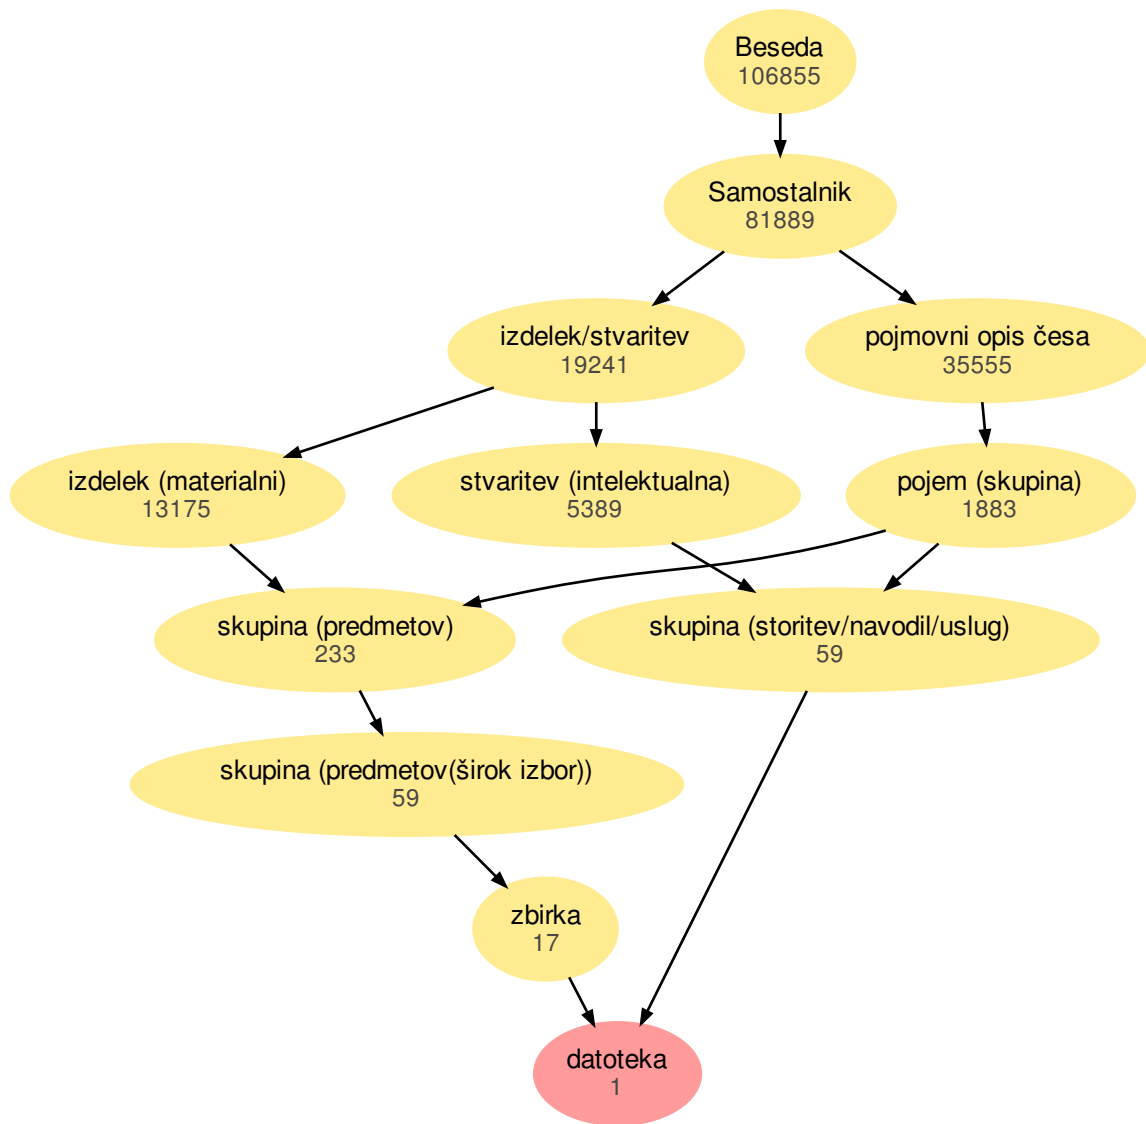 Beseda
106855
Samostalnik
81889
izdelek/stvaritev
19241
pojmovni opis česa
35555
izdelek (materialni)
13175
stvaritev (intelektualna)
5389
pojem (skupina)
1883
skupina (predmetov)
233
skupina (storitev/navodil/uslug)
59
skupina (predmetov(širok izbor))
59
zbirka
17
datoteka
1